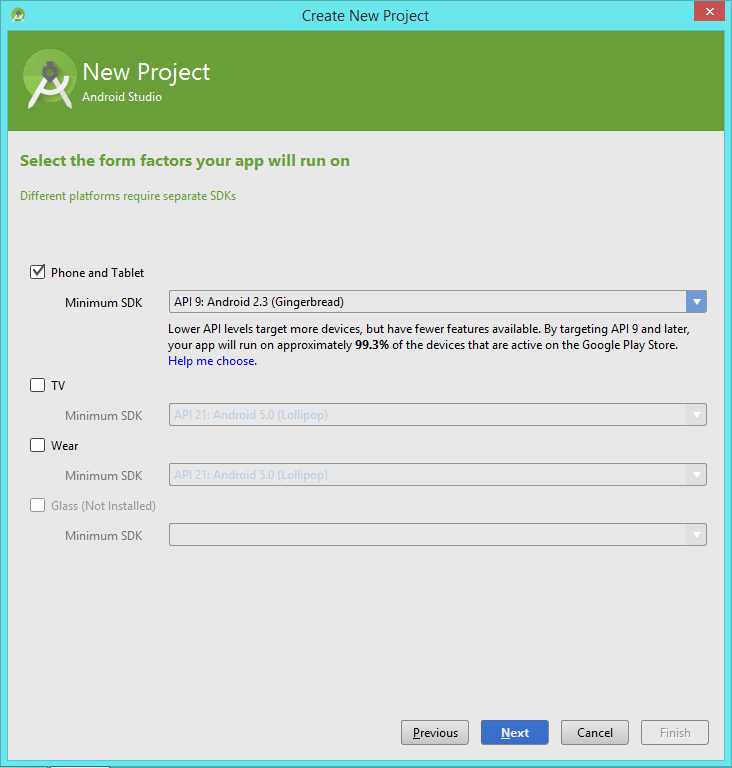 Create New Project
New Project
Android Studio
Select the form factors your app will run on
Different platforms require separate SDKs
Phone and Tablet
Minimum SDK
API 9: Android 2.3 (Gingerbread)
Lower API levels target more devices, but have fewer features available. By targeting API 9 and later,
your app will run on approximately 99.3% of the devices that are active on the Google Play Store.
Help me choose.
TV
Minimum SDK
API 21: Android 5.0 (Lollipop)
Wear
Minimum SDK
API 21: Android 5.0 (Lollipop)
Glass (Not Installed)
Minimum SDK
Previous
Next
Cancel
Finish